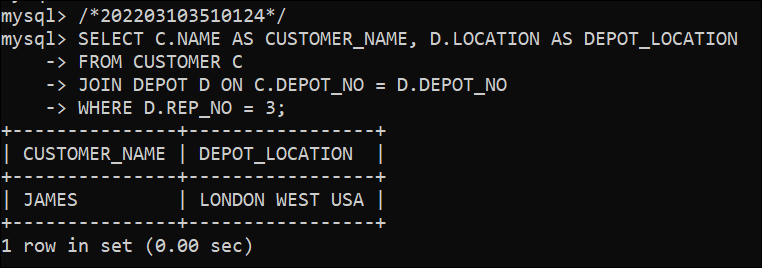 mysql> /*202203103510124*/
mysql> SELECT C.NAME AS CUSTOMER_NAME, D.LOCATION AS DEPOT_LOCATION
    -> FROM CUSTOMER C
    -> JOIN DEPOT D ON C.DEPOT_NO = D.DEPOT_NO
    -> WHERE D.REP_NO = 3;
+---------------+-----------------+
| CUSTOMER_NAME | DEPOT_LOCATION  |
+---------------+-----------------+
| JAMES         | LONDON WEST USA |
+---------------+-----------------+
1 row in set (0.00 sec)